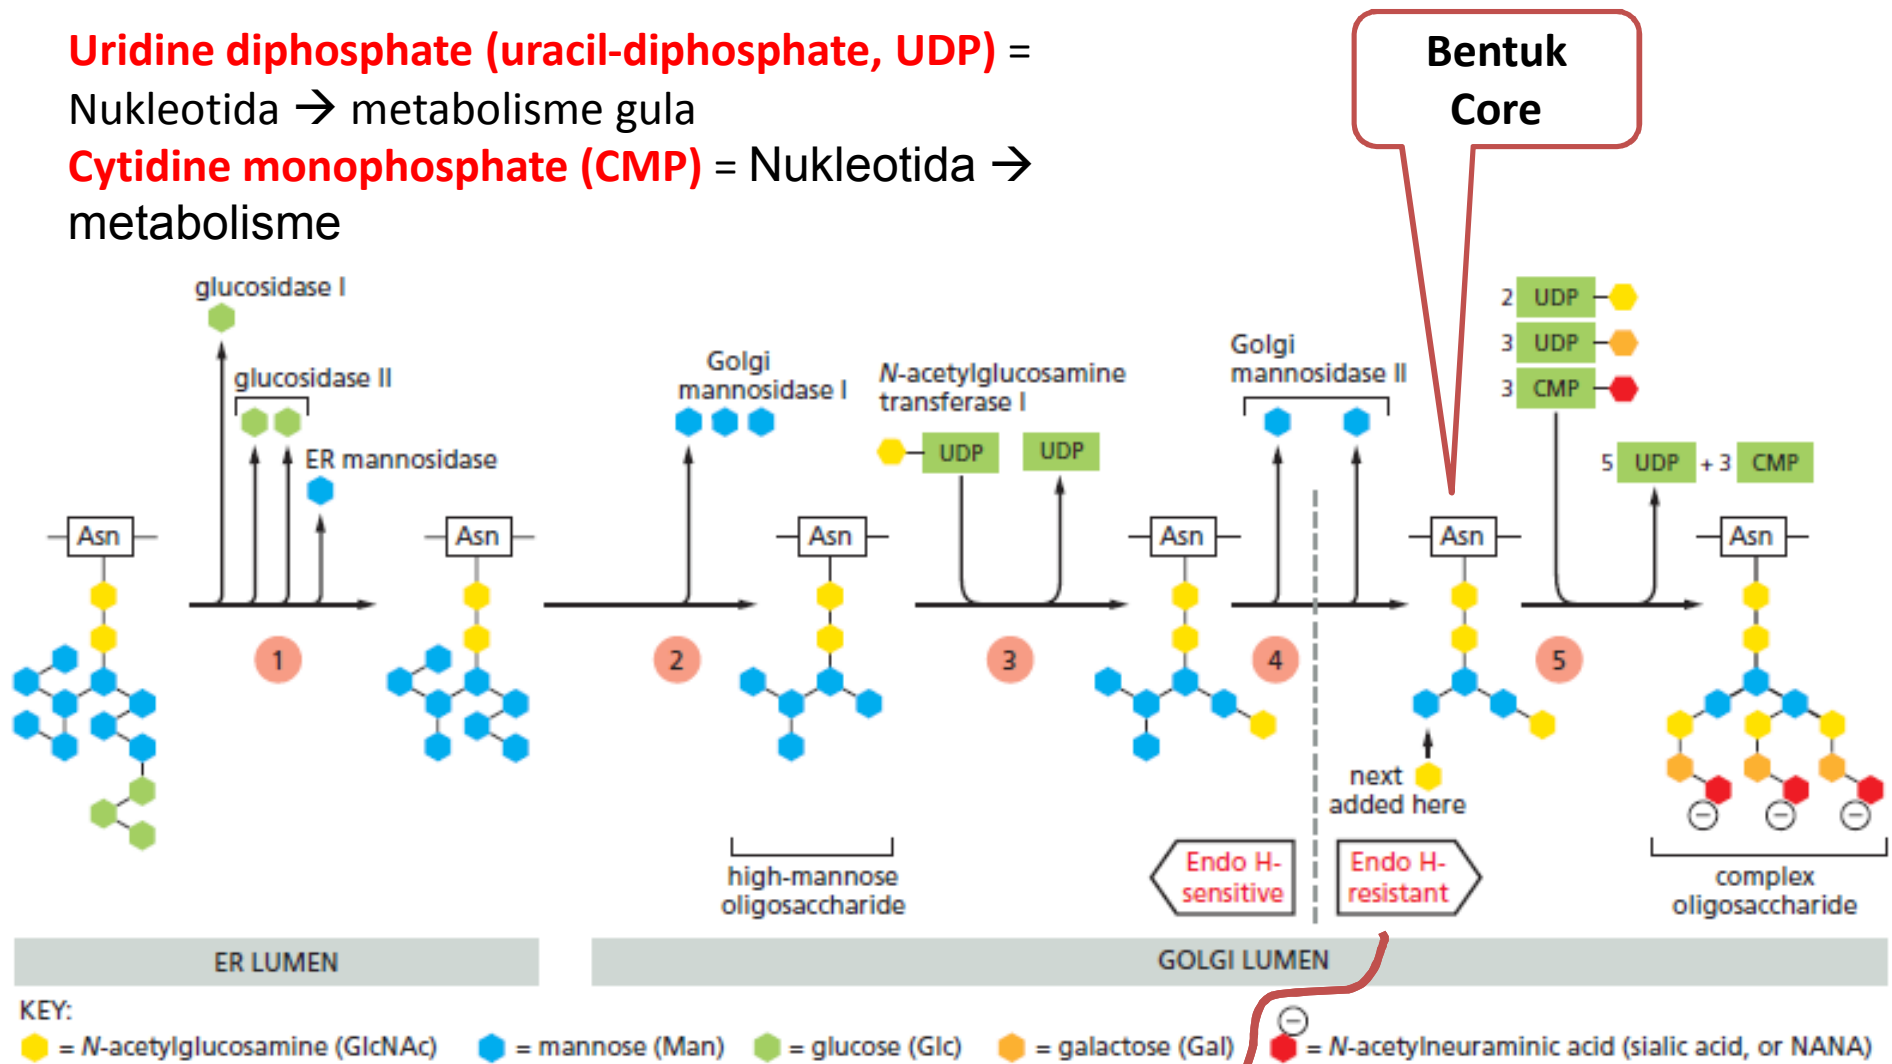 Uridine diphosphate (uracil-diphosphate, UDP) =
Nukleotida → metabolisme gula
Cytidine monophosphate (CMP) = Nukleotida →
metabolisme
Bentuk
Core
glucosidase I
glucosidase II
ER mannosidase
Golgi
mannosidase I
N-acetylglucosamine
transferase I
UDP
UDP
Golgi
mannosidase II
2 UDP
3 UDP
3 CMP
5 UDP + 3 CMP
Asn
Asn
Asn
Asn
Asn
Asn
1
2
3
4
5
next
added here
high-mannose
oligosaccharide
Endo H-
sensitive
Endo H-
resistant
complex
oligosaccharide
ER LUMEN
GOLGI LUMEN
KEY:
= N-acetylglucosamine (GlcNAc)
= mannose (Man)
= glucose (Glc)
= galactose (Gal)
= N-acetylneuraminic acid (sialic acid, or NANA)